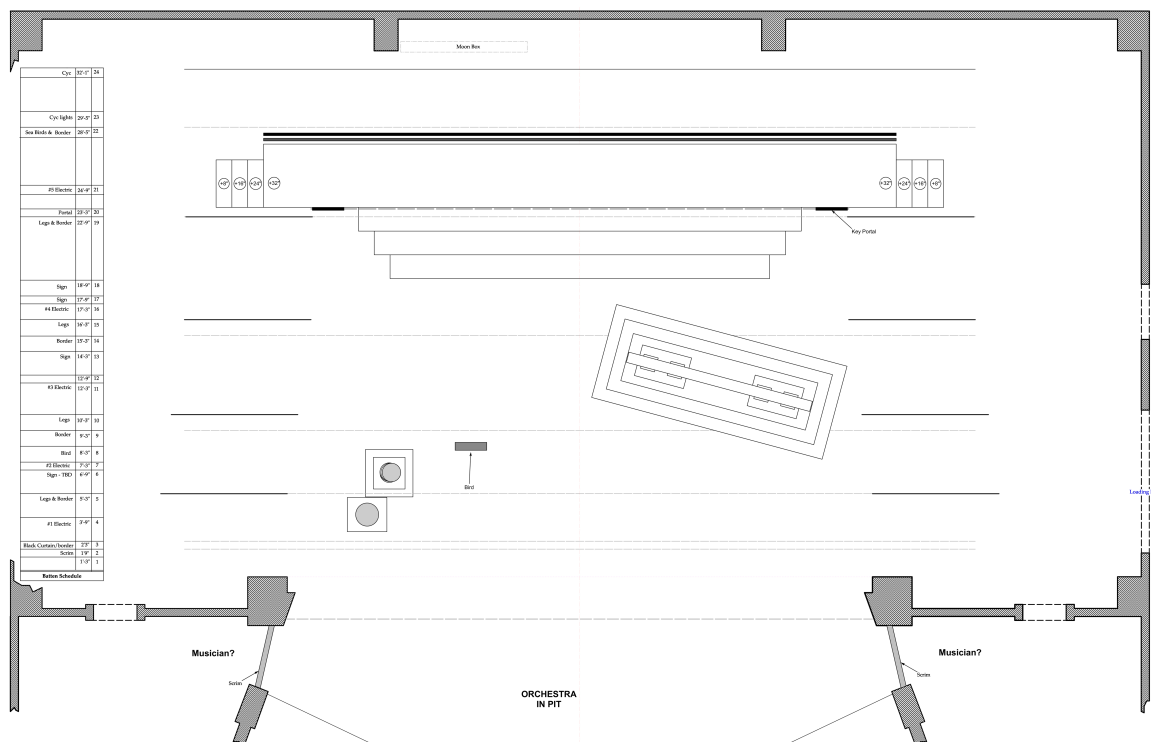 Moon Box
Cyc 32'-1" 24
Cyc lights 29'-5" 23
Sea Birds & Border 28'-5" 22
#5 Electric 24'-9" 21
Portal 23'-3" 20
Legs & Border 22'-9" 19
Sign 18'-9" 18
Sign 17'-9" 17
#4 Electric 17'-3" 16
Legs 16'-3" 15
Border 15'-3" 14
Sign 14'-3" 13
12'-9" 12
#3 Electric 12'-3" 11
Legs 10'-3" 10
Border 9'-3" 9
Bird 8'-3" 8
#2 Electric 7'-3" 7
Sign - TBD 6'-9" 6
Legs & Border 5'-3" 5
#1 Electric 3'-9" 4
Black Curtain/border 2'3" 3
Scrim 1'9" 2
1'-3" 1
Batten Schedule
+8" +16" +24" +32"
+32" +24" +16" +8"
Key Portal
Bird
Loading
Musician?
Musician?
Scrim
Scrim
ORCHESTRA
IN PIT